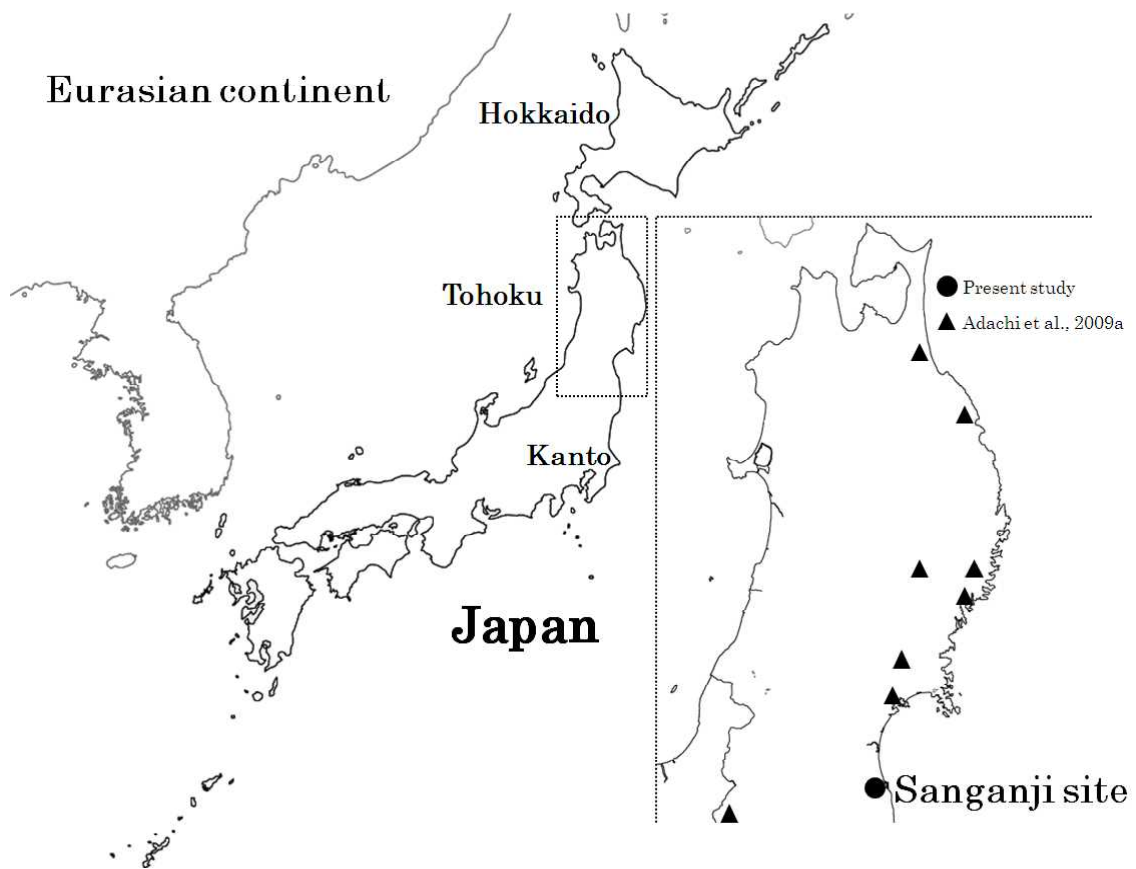 Eurasian continent
Hokkaido
Tohoku
Present study
Adachi et al., 2009a
Kanto
Japan
Sanganji site